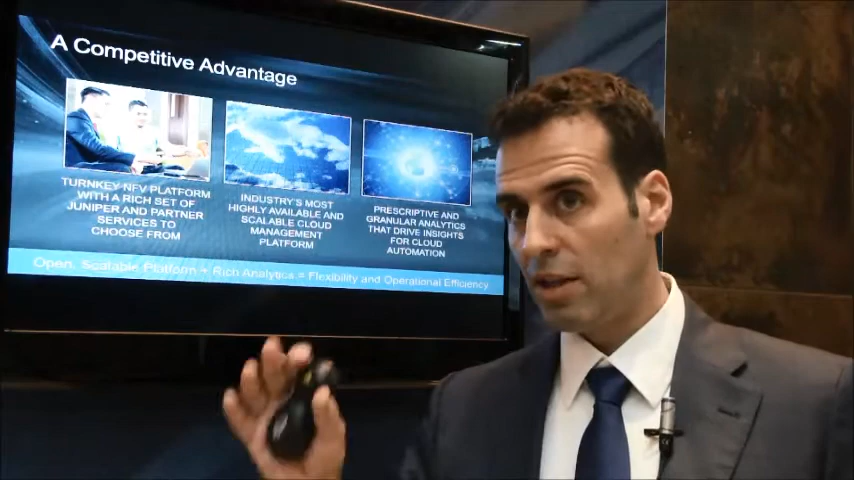 A Competitive Advantage
TURNKEY NFV PLATFORM
WITH A RICH SET OF
JUNIPER AND PARTNER
SERVICES TO
CHOOSE FROM
INDUSTRY'S MOST
HIGHLY AVAILABLE AND
SCALABLE CLOUD
MANAGEMENT
PLATFORM
PRESCRIPTIVE AND
GRANULAR ANALYTICS
THAT DRIVE INSIGHTS
FOR CLOUD
AUTOMATION
Open, Scalable Platform + Rich Analytics = Flexibility and Operational Efficiency